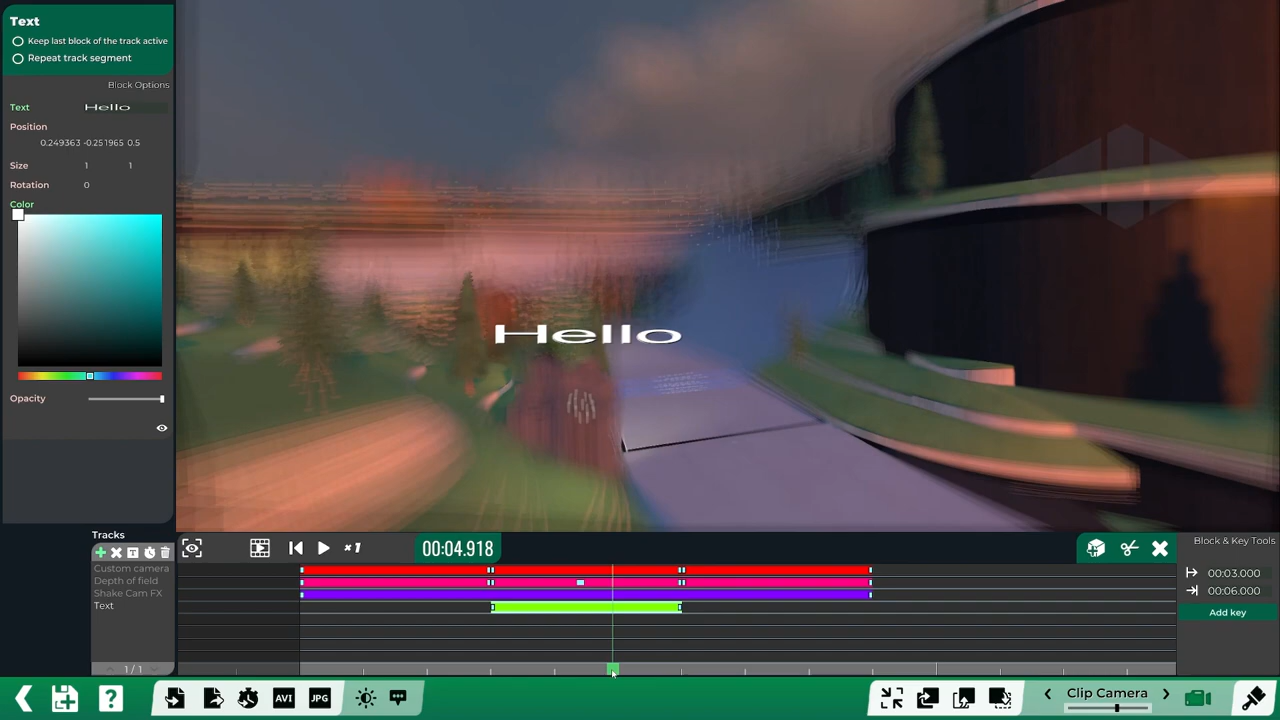 Text
Keep last block of the track active
Repeat track segment
Block Options
Text Hello
Position
0.249363 -0.251965 0.5
Size 1 1
Rotation 0
Color
Opacity
Hello
Tracks
Custom camera
Depth of field
Shake Cam FX
Text
1 / 1
×1
00:04.918
Block & Key Tools
00:03.000
00:06.000
Add key
?
AVI
JPG
Clip Camera